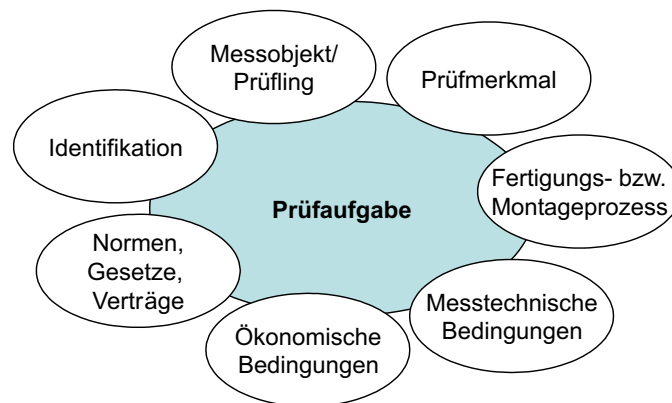 Messobjekt/
Prüfling
Prüfmerkmal
Identifikation
Fertigungs- bzw.
Montageprozess
Prüfaufgabe
Normen,
Gesetze,
Verträge
Messtechnische
Bedingungen
Ökonomische
Bedingungen